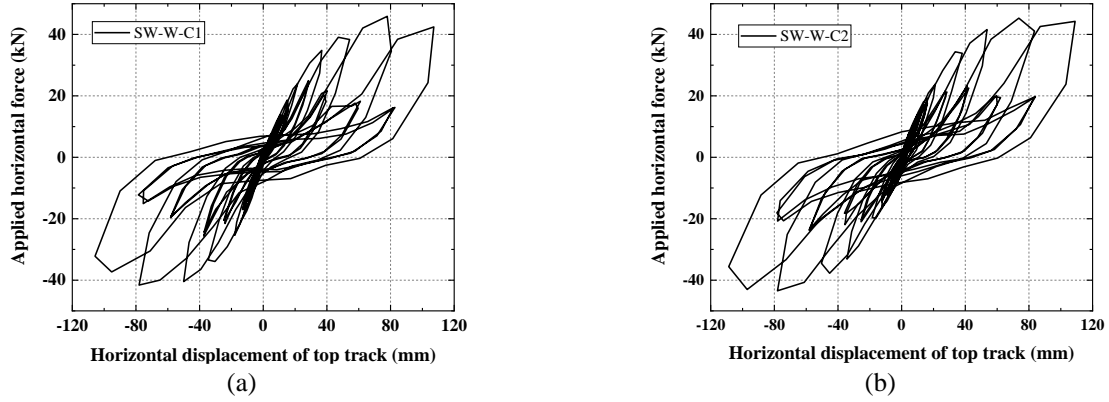 SW-W-C1
Applied horizontal force (kN)
40
20
0
-20
-40
-120 -80 -40 0 40 80 120
Horizontal displacement of top track (mm)
(a)
SW-W-C2
Applied horizontal force (kN)
40
20
0
-20
-40
-120 -80 -40 0 40 80 120
Horizontal displacement of top track (mm)
(b)